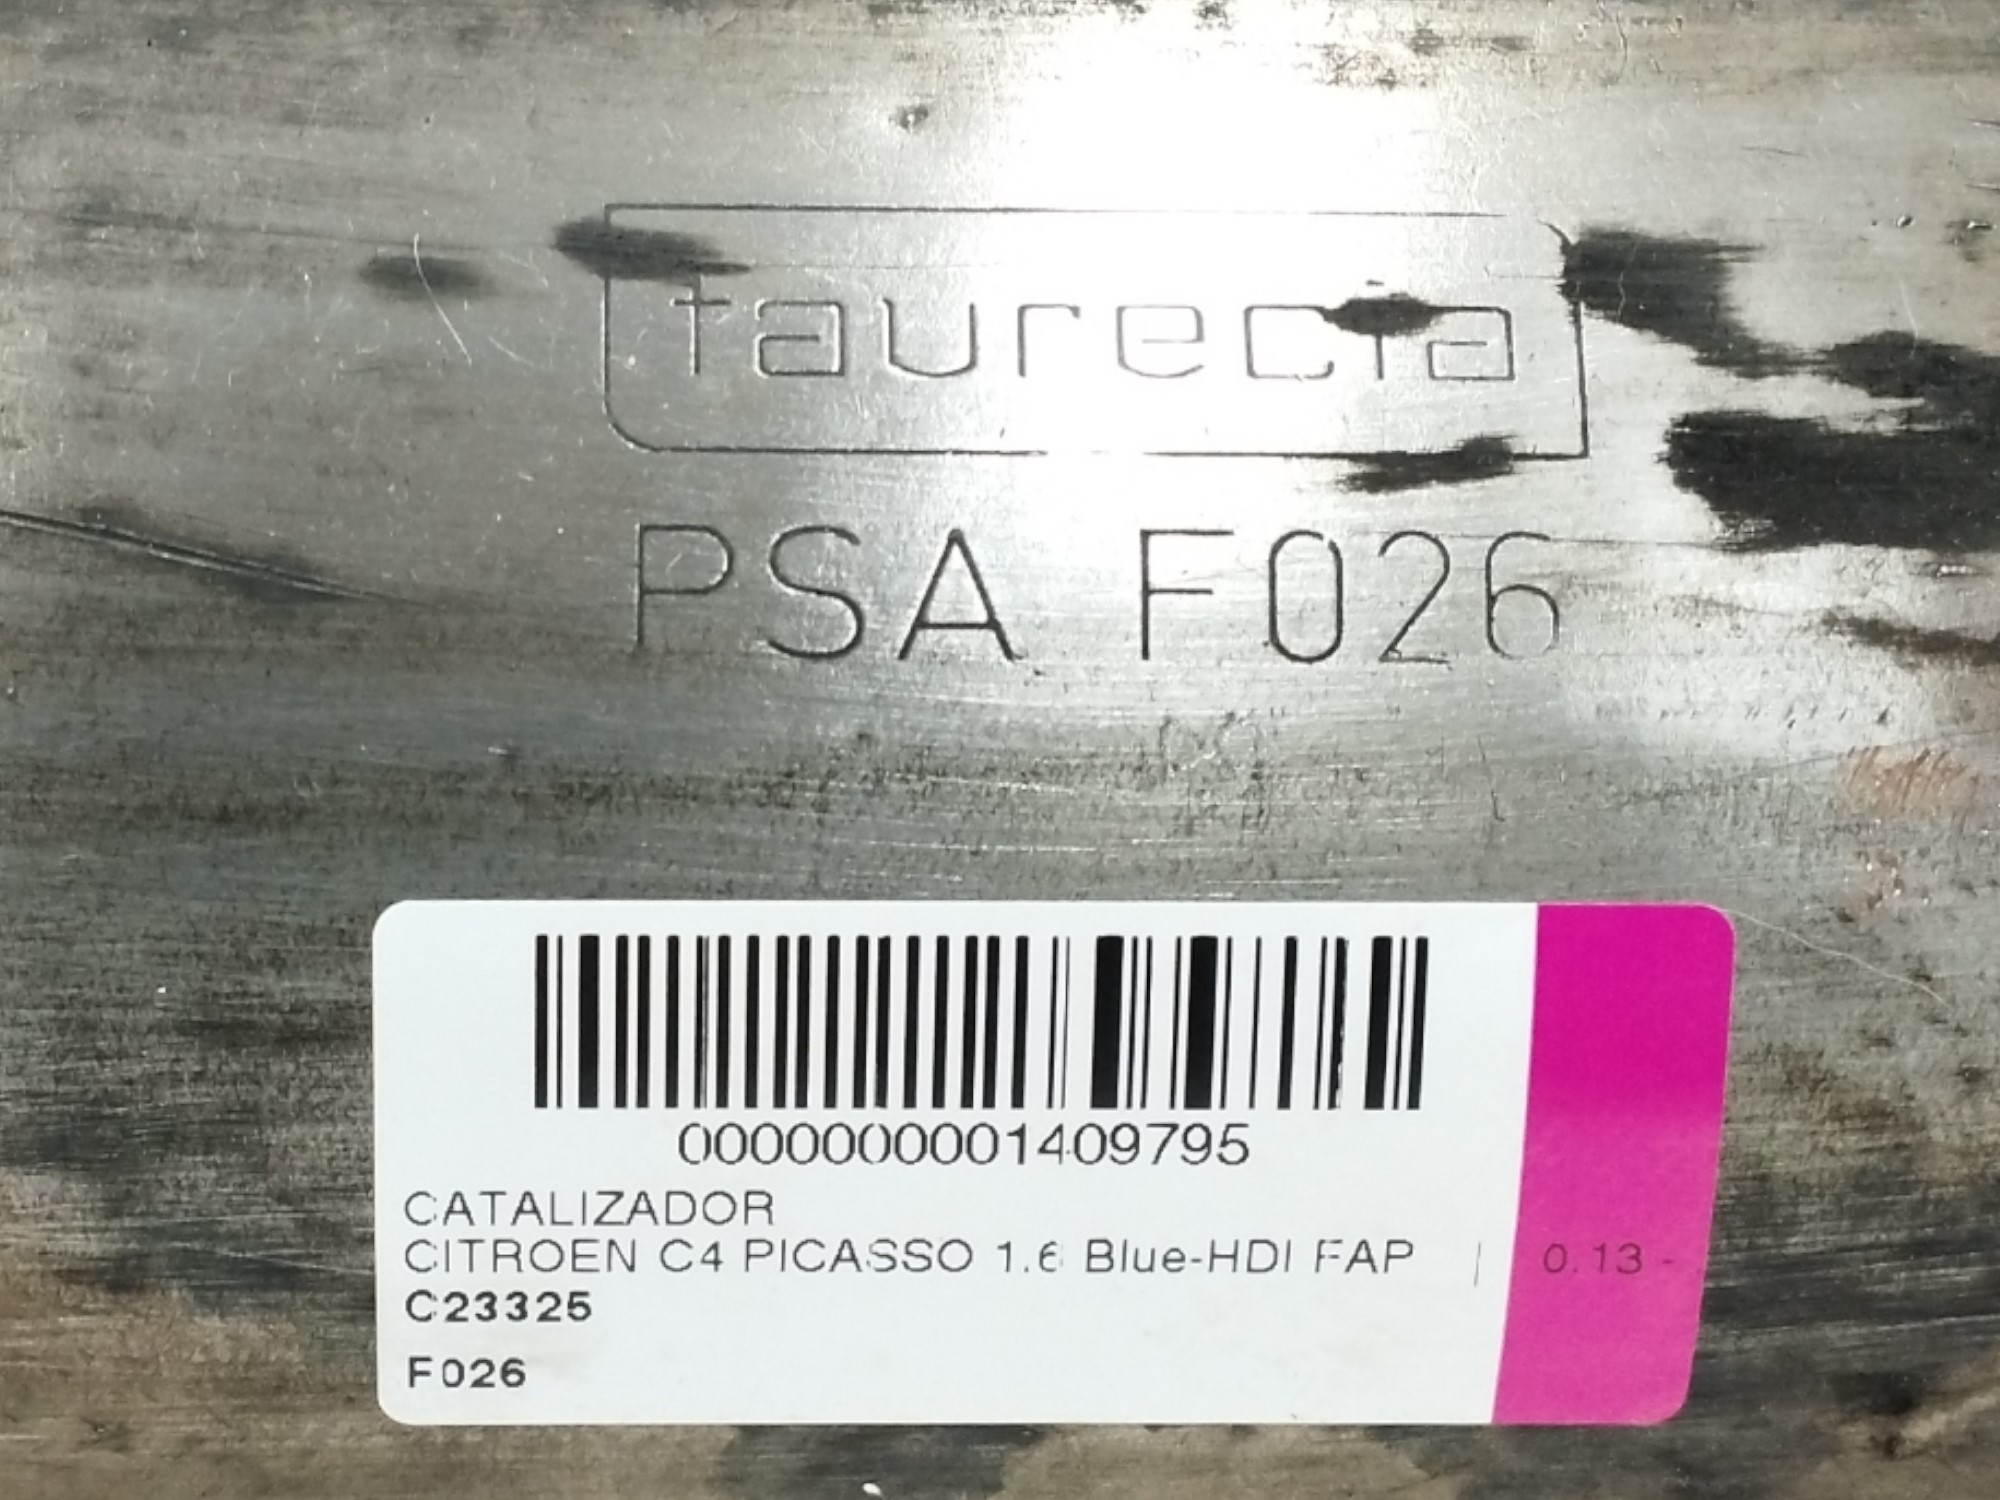 faurecia
PSA F026
0000000001409795
CATALIZADOR
CITROEN C4 PICASSO 1.6 Blue-HDI FAP | 0.13 -
C23325
F026